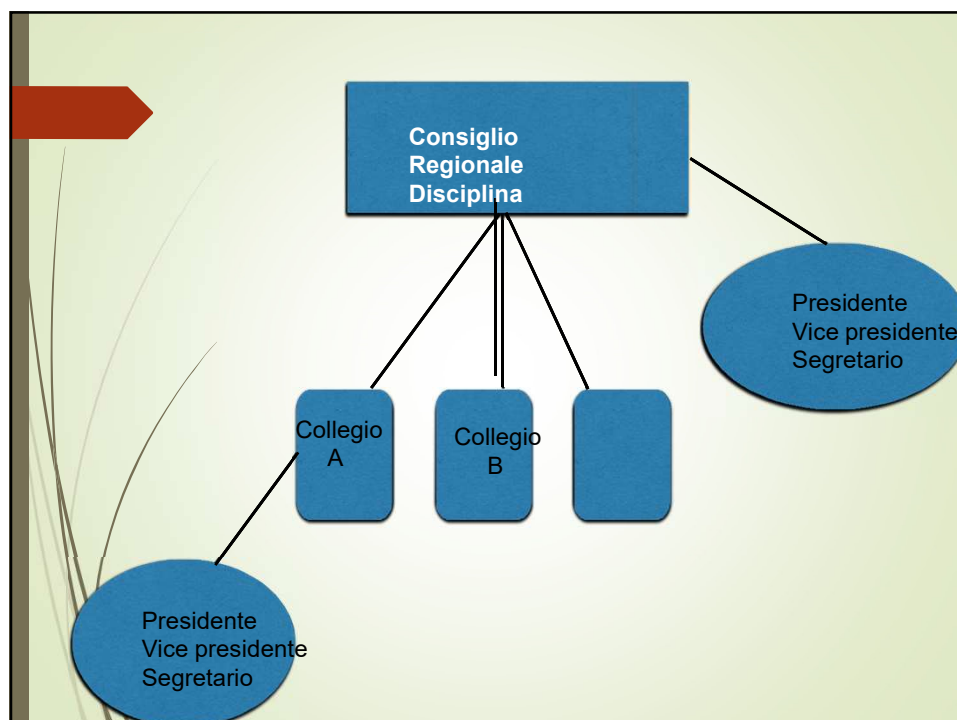 Consiglio
Regionale
Disciplina
Presidente
Vice presidente
Segretario
Collegio
A
Collegio
B
Presidente
Vice presidente
Segretario